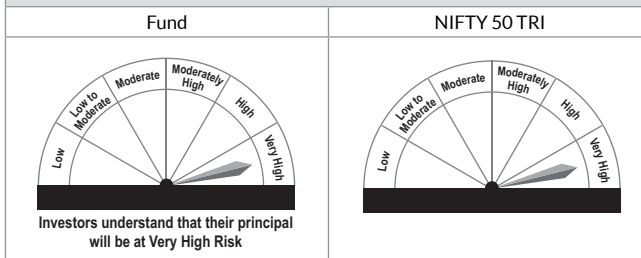 Fund
NIFTY 50 TRI
Low
Low to
Moderate
Moderate
Moderately
High
High
Very High
Investors understand that their principal
will be at Very High Risk
Low
Low to
Moderate
Moderate
Moderately
High
High
Very High